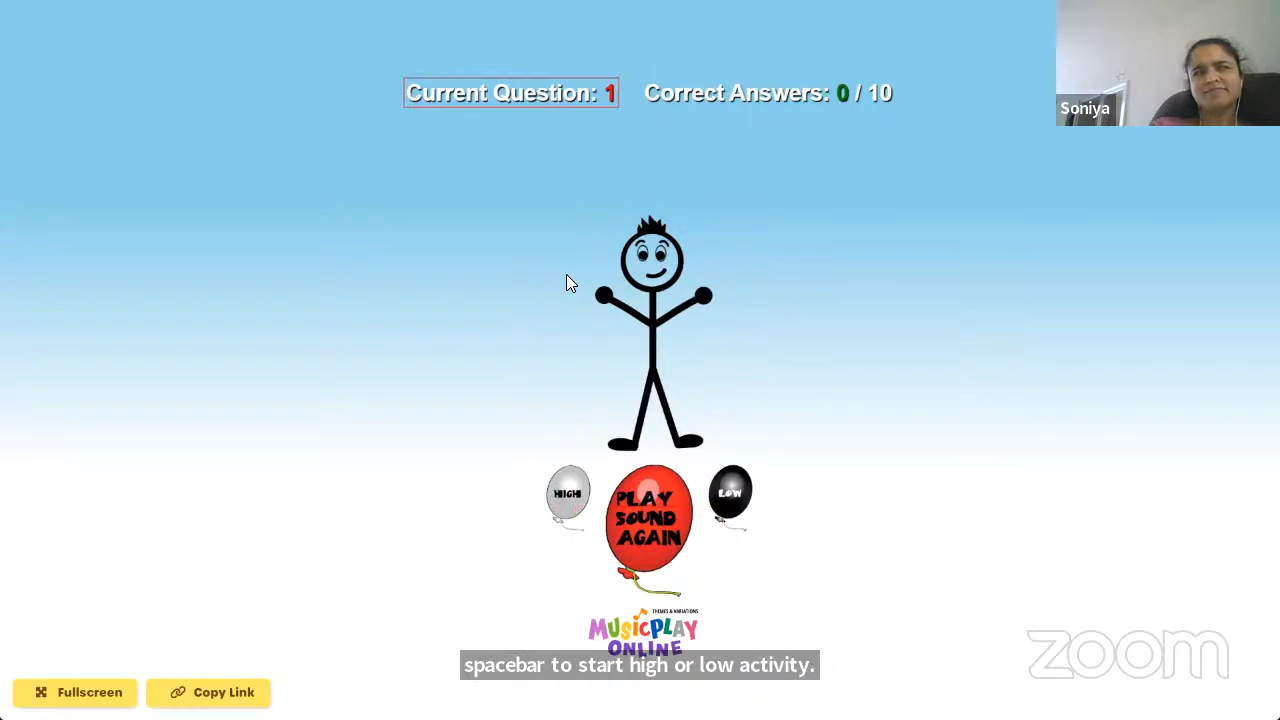 Current Question: 1 Correct Answers: 0 / 10
Soniya
HIGH
PLAY
SOUND
AGAIN
LOW
THEMES & VARIATIONS
MUSICPLAY
ONLINE
spacebar to start high or low activity.
Fullscreen Copy Link
zoom